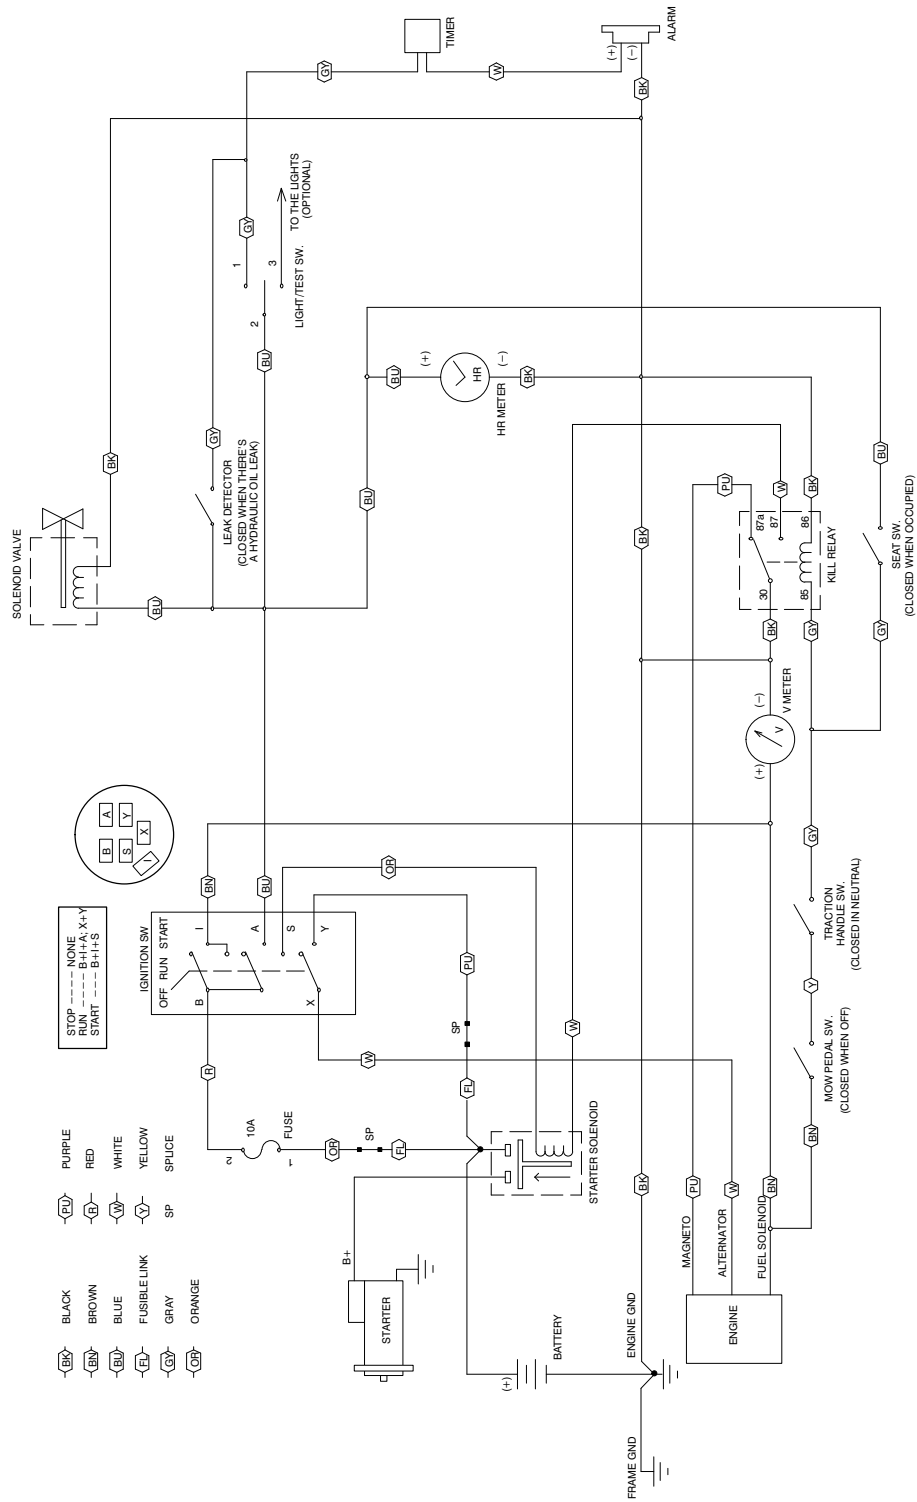 BK BLACK
BN BROWN
BU BLUE
FL FUSIBLE LINK
GY GRAY
OR ORANGE
PU PURPLE
R RED
W WHITE
Y YELLOW
SP SPLICE
STOP ----- NONE
RUN ----- B+I+A; X+Y
START --- B+I+S
B
A
S
Y
I
X
SOLENOID VALVE
BU
BK
IGNITION SW
OFF RUN START
B
I
A
S
X
Y
BN
BU
OR
PU
R
W
SP
FL
2
10A
FUSE
1
OR
SP
FL
B+
STARTER
STARTER SOLENOID
W
(+)
BATTERY
FRAME GND
ENGINE GND
BK
BK
LEAK DETECTOR
(CLOSED WHEN THERE'S
A HYDRAULIC OIL LEAK)
GY
BU
2
1
3
GY
LIGHT/TEST SW.
TO THE LIGHTS
(OPTIONAL)
GY
TIMER
W
(+)
(−)
ALARM
BK
BU
BU
(+)
HR
(−)
HR METER
BK
ENGINE
MAGNETO
PU
ALTERNATOR
W
FUEL SOLENOID
BN
BN
MOW PEDAL SW.
(CLOSED WHEN OFF)
Y
TRACTION
HANDLE SW.
(CLOSED IN NEUTRAL)
GY
(+)
V
(−)
V METER
BK
GY
30
85
87a
87
86
KILL RELAY
PU
W
BK
GY
SEAT SW.
(CLOSED WHEN OCCUPIED)
BU